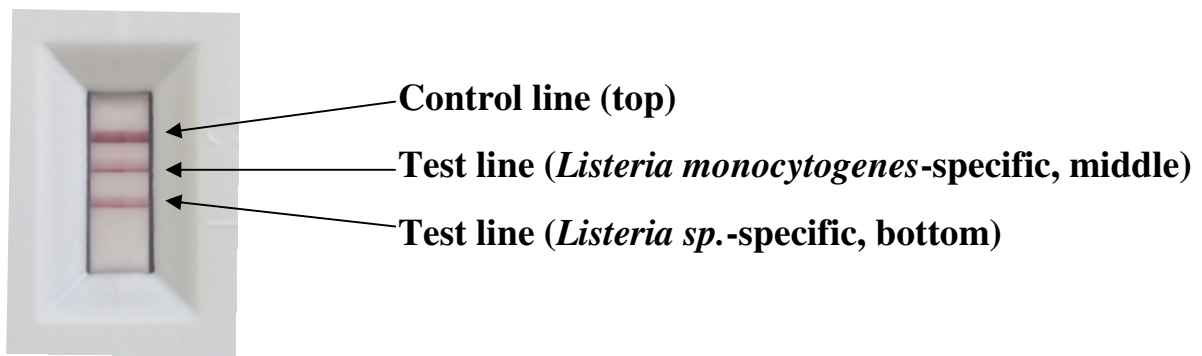 Control line (top)
Test line (Listeria monocytogenes-specific, middle)
Test line (Listeria sp.-specific, bottom)